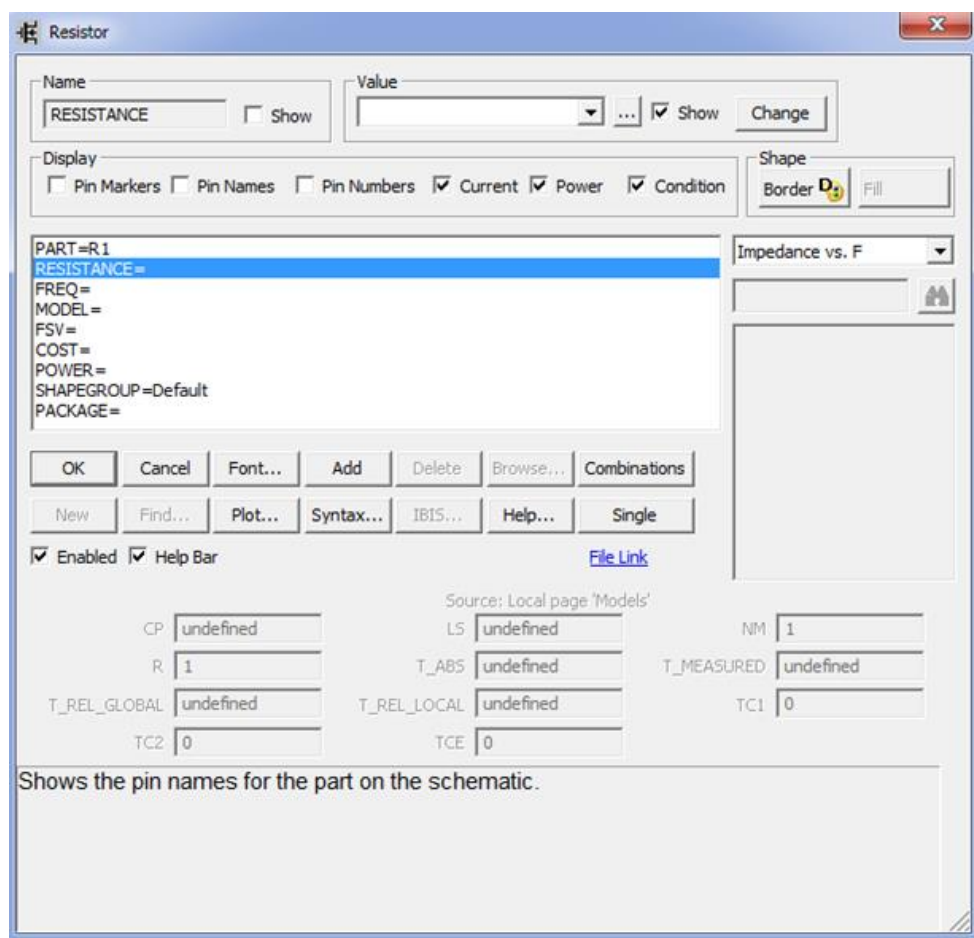 Resistor
Name
RESISTANCE
Show
Value
...
Show
Change
Display
Pin Markers
Pin Names
Pin Numbers
Current
Power
Condition
Shape
Border
Fill
PART=R1
RESISTANCE=
FREQ=
MODEL=
FSV=
COST=
POWER=
SHAPEGROUP=Default
PACKAGE=
Impedance vs. F
OK
Cancel
Font...
Add
Delete
Browse...
Combinations
New
Find...
Plot...
Syntax...
IBIS...
Help...
Single
Enabled
Help Bar
File Link
Source: Local page 'Models'
CP undefined
LS undefined
NM 1
R 1
T_ABS undefined
T_MEASURED undefined
T_REL_GLOBAL undefined
T_REL_LOCAL undefined
TC1 0
TC2 0
TCE 0
Shows the pin names for the part on the schematic.